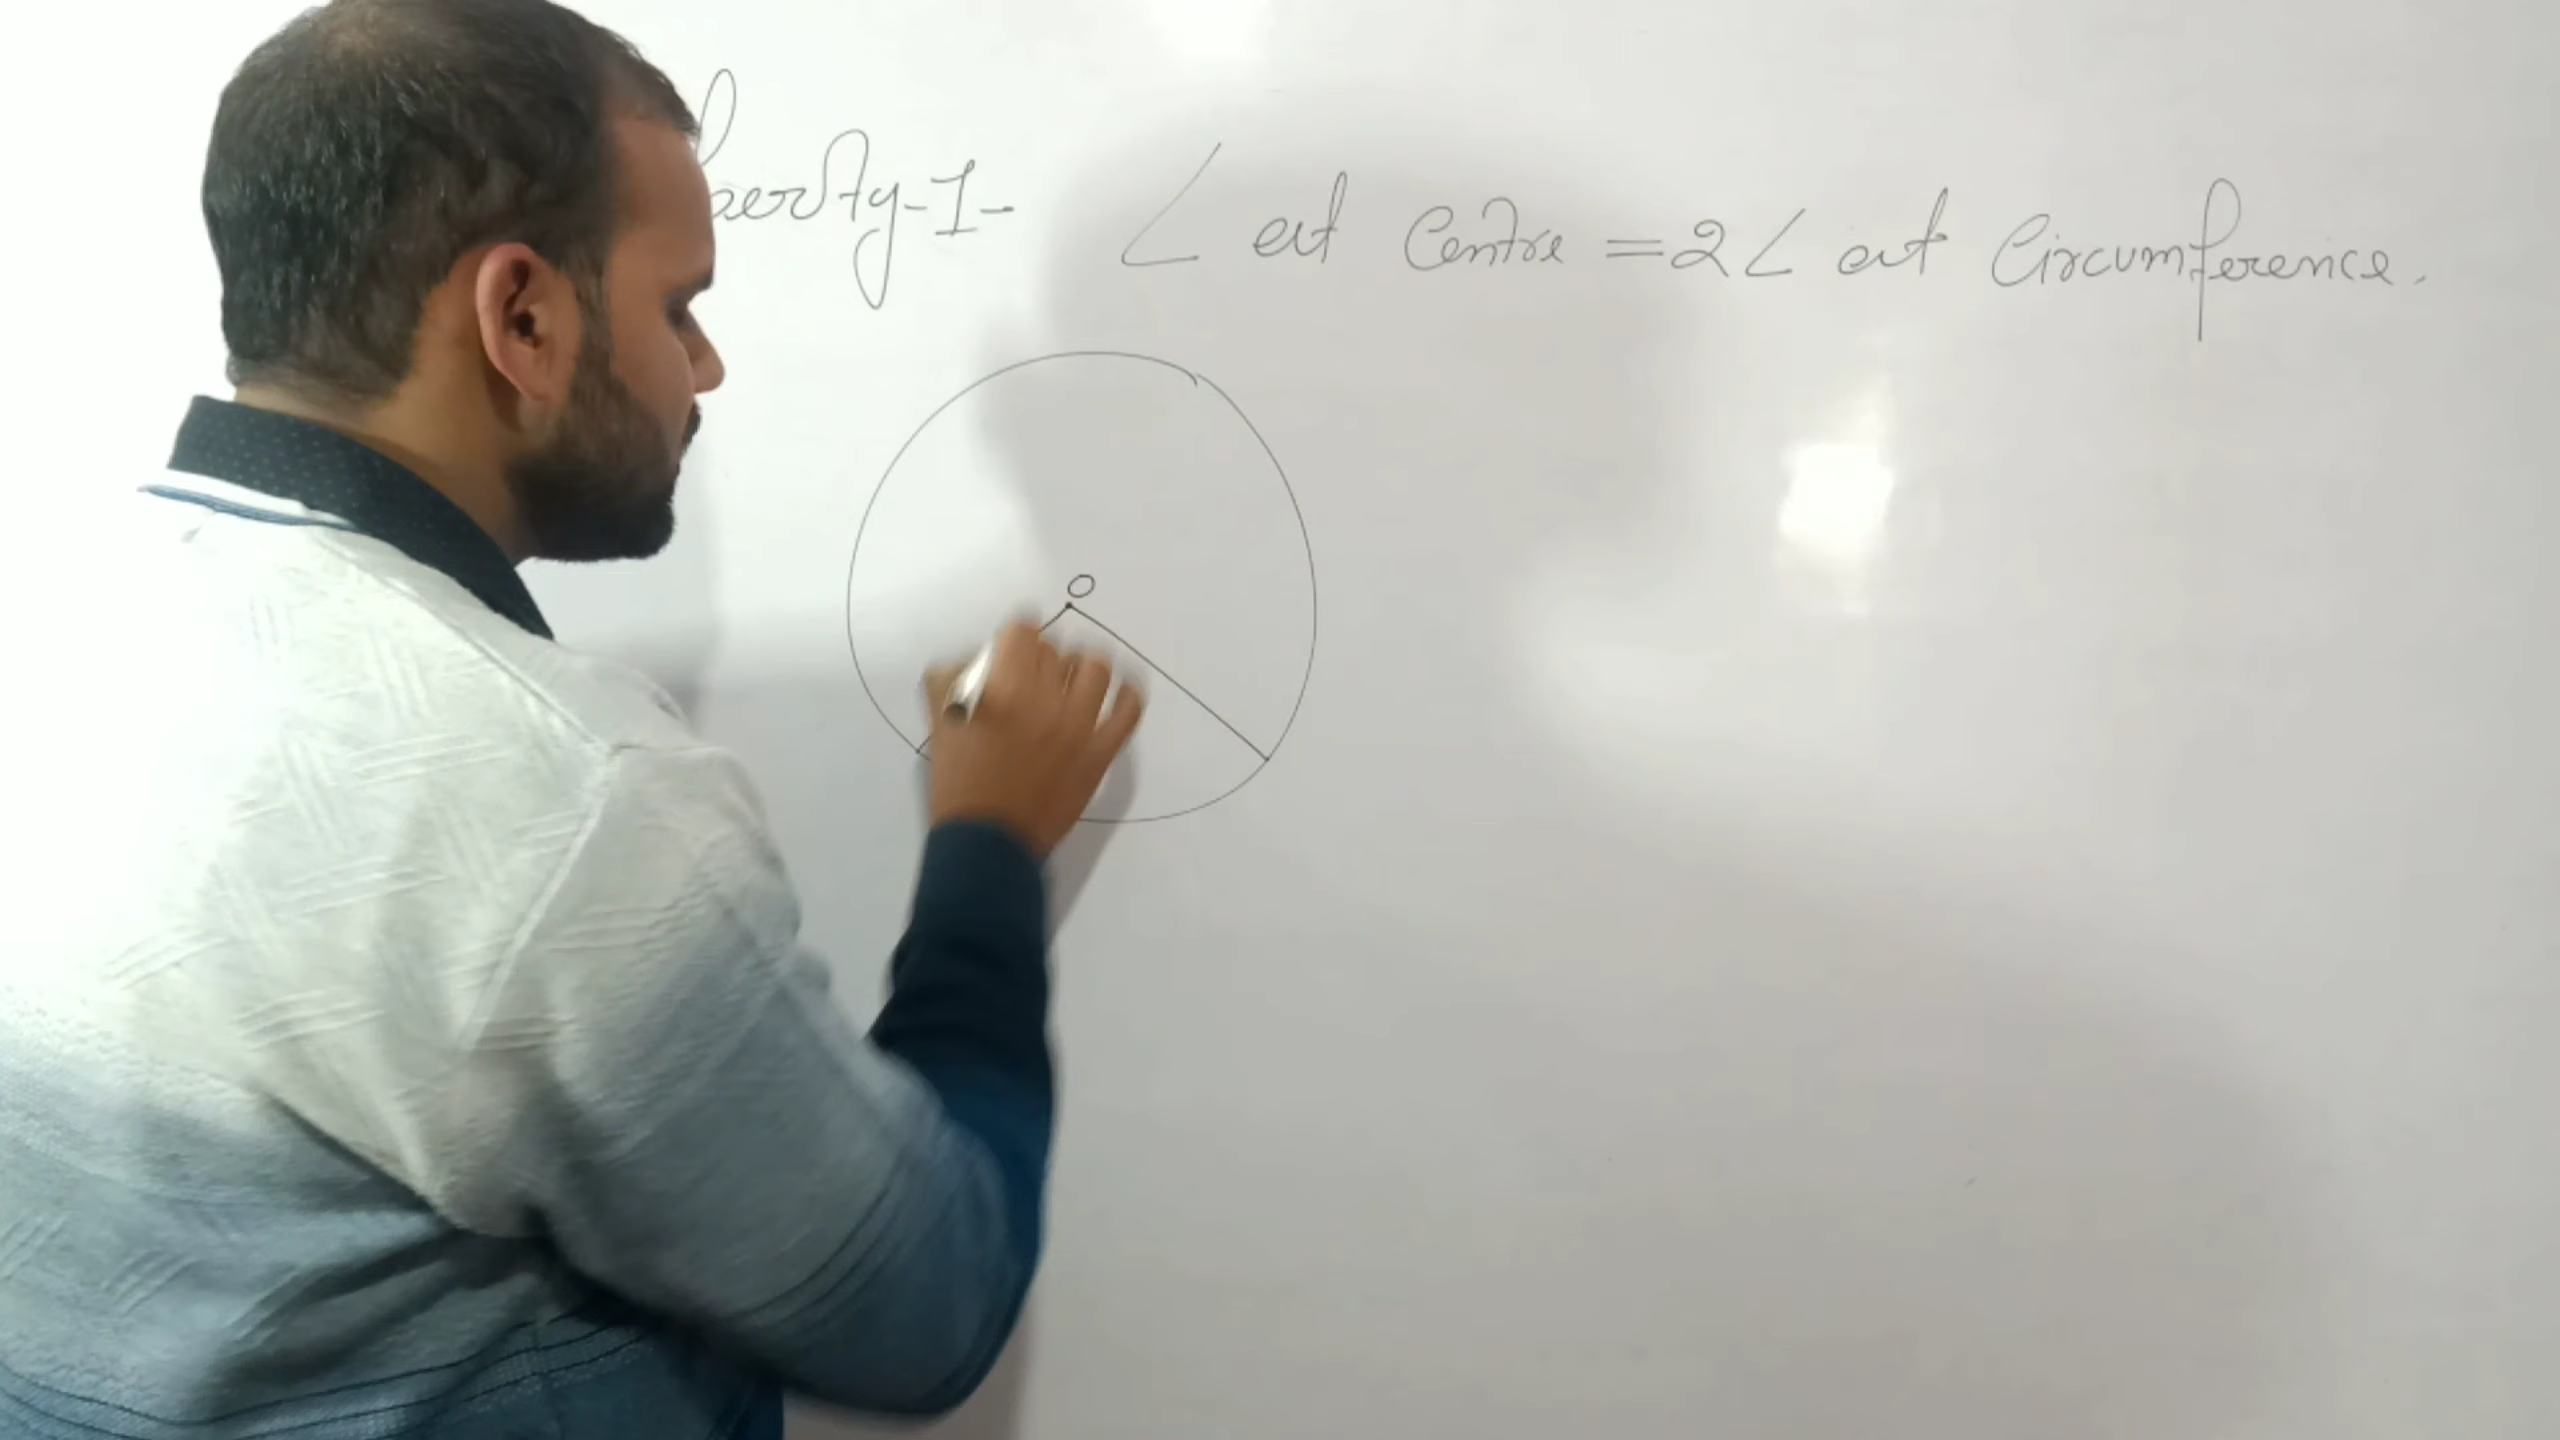 perty-1- ∠ at Centre = 2∠ at Circumference.
O